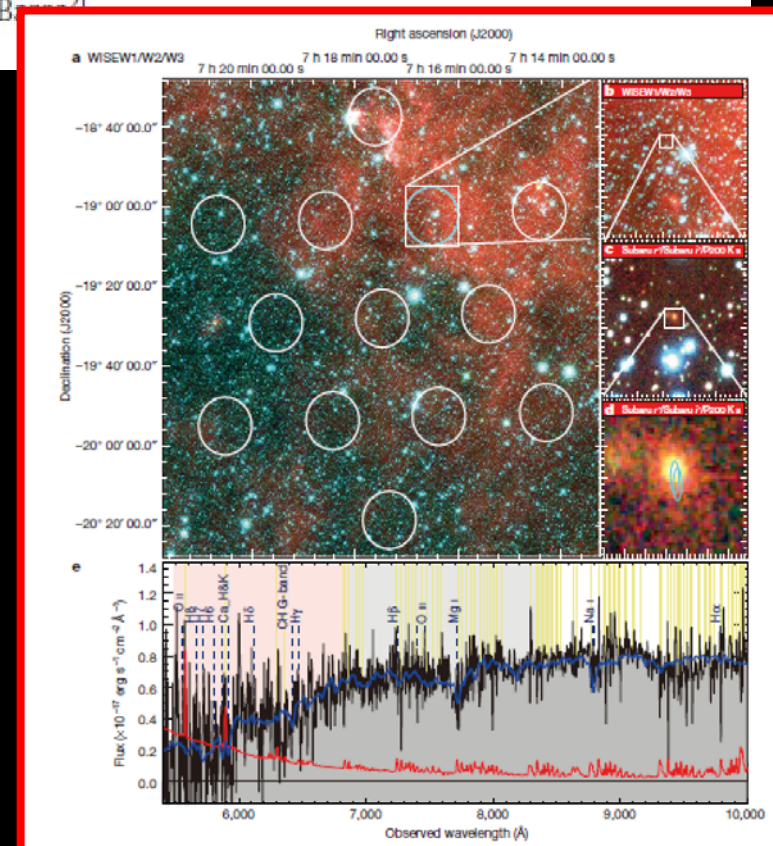 Right ascension (J2000)
a WISEW1/W2/W3
7 h 20 min 00.00 s
7 h 18 min 00.00 s
7 h 16 min 00.00 s
7 h 14 min 00.00 s
Declination (J2000)
−18° 40′ 00.0″
−19° 00′ 00.0″
−19° 20′ 00.0″
−19° 40′ 00.0″
−20° 00′ 00.0″
−20° 20′ 00.0″
b WISEW1/W2/W3
c Subaru r′/Subaru i′/P200 Ks
d Subaru r′/Subaru i′/P200 Ks
e
Flux (×10⁻¹⁷ erg s⁻¹ cm⁻² Å⁻¹)
1.4
1.2
1.0
0.8
0.6
0.4
0.2
0.0
O II
Ca H&K
Hδ
CH G-band
Hγ
Hβ
O III
Mg I
Na I
Hα
6,000 7,000 8,000 9,000 10,000
Observed wavelength (Å)